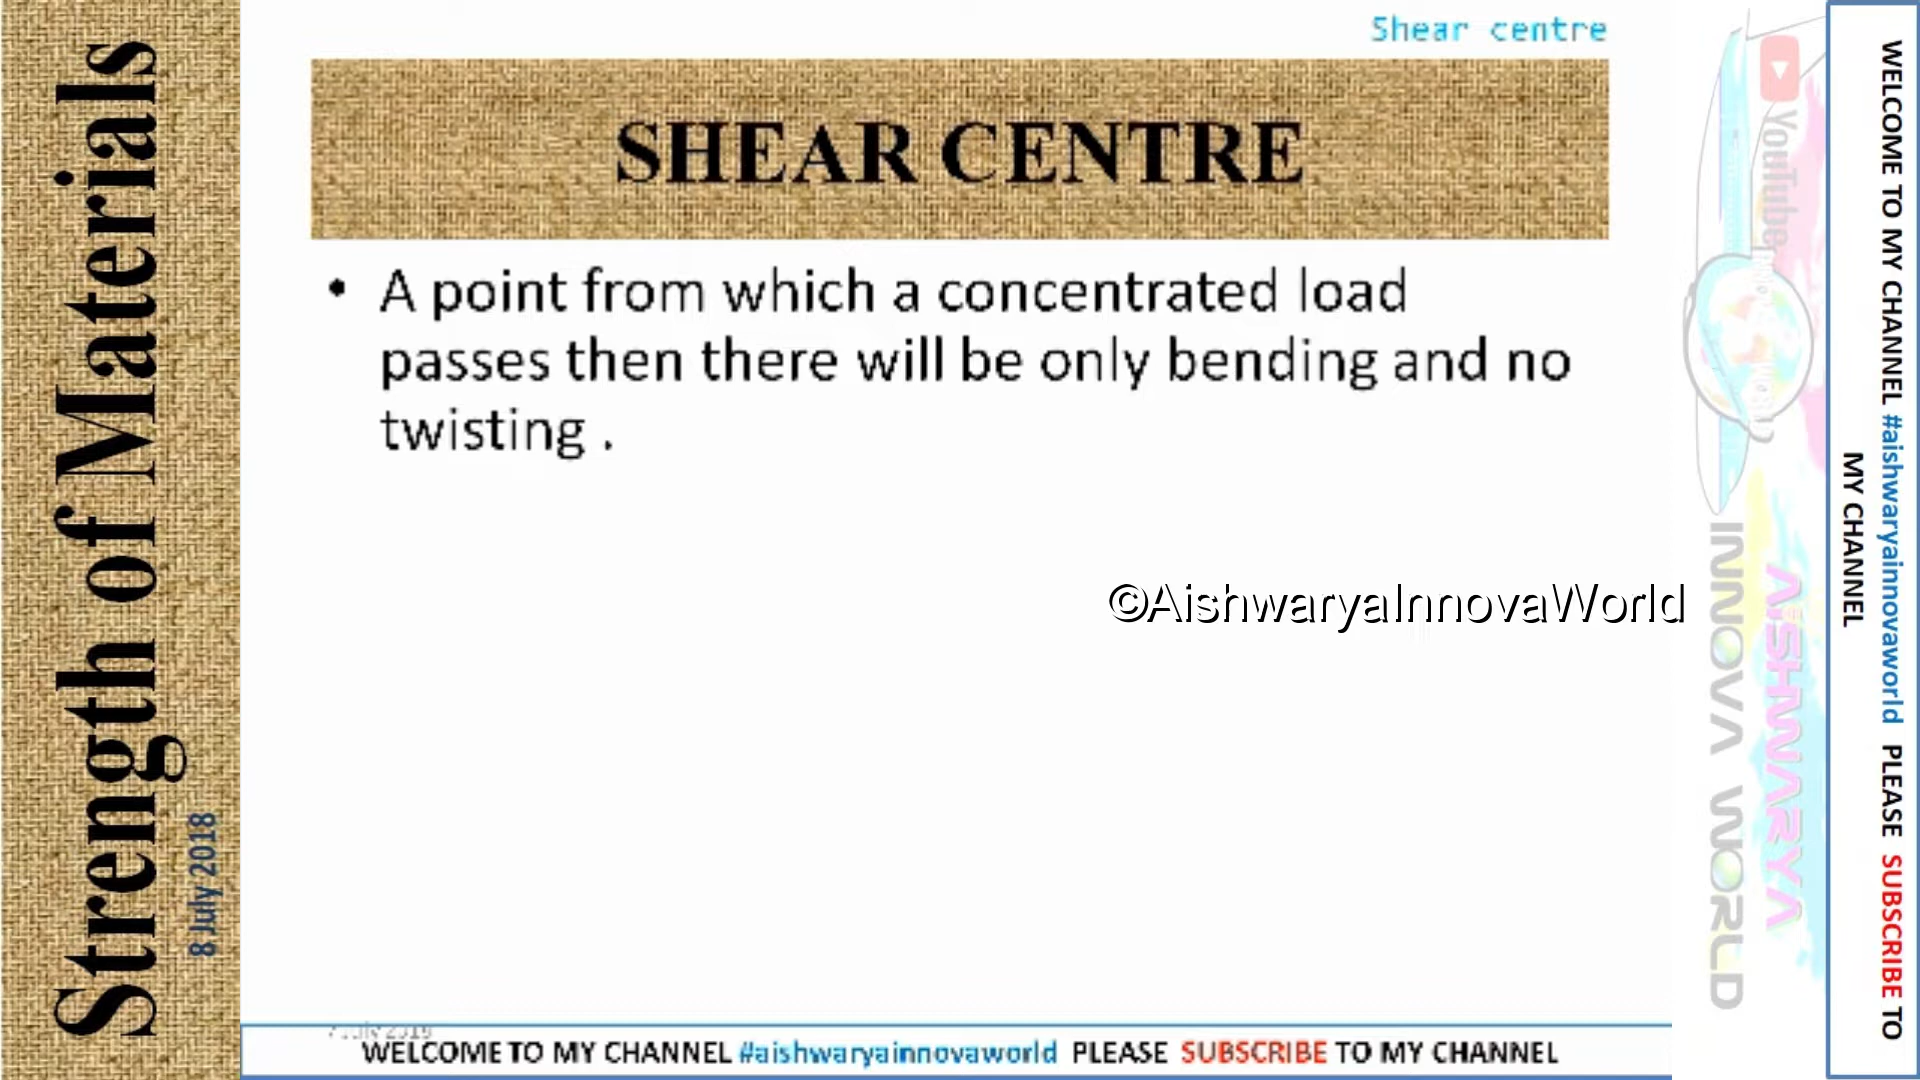 Strength of Materials
8 July 2018
Shear centre
SHEAR CENTRE
• A point from which a concentrated load
passes then there will be only bending and no
twisting .
©AishwaryaInnovaWorld
WELCOME TO MY CHANNEL #aishwaryainnovaworld PLEASE SUBSCRIBE TO MY CHANNEL
YouTube
INNOVA WORLD
AISHWARYA
WELCOME TO MY CHANNEL #aishwaryainnovaworld PLEASE SUBSCRIBE TO
MY CHANNEL